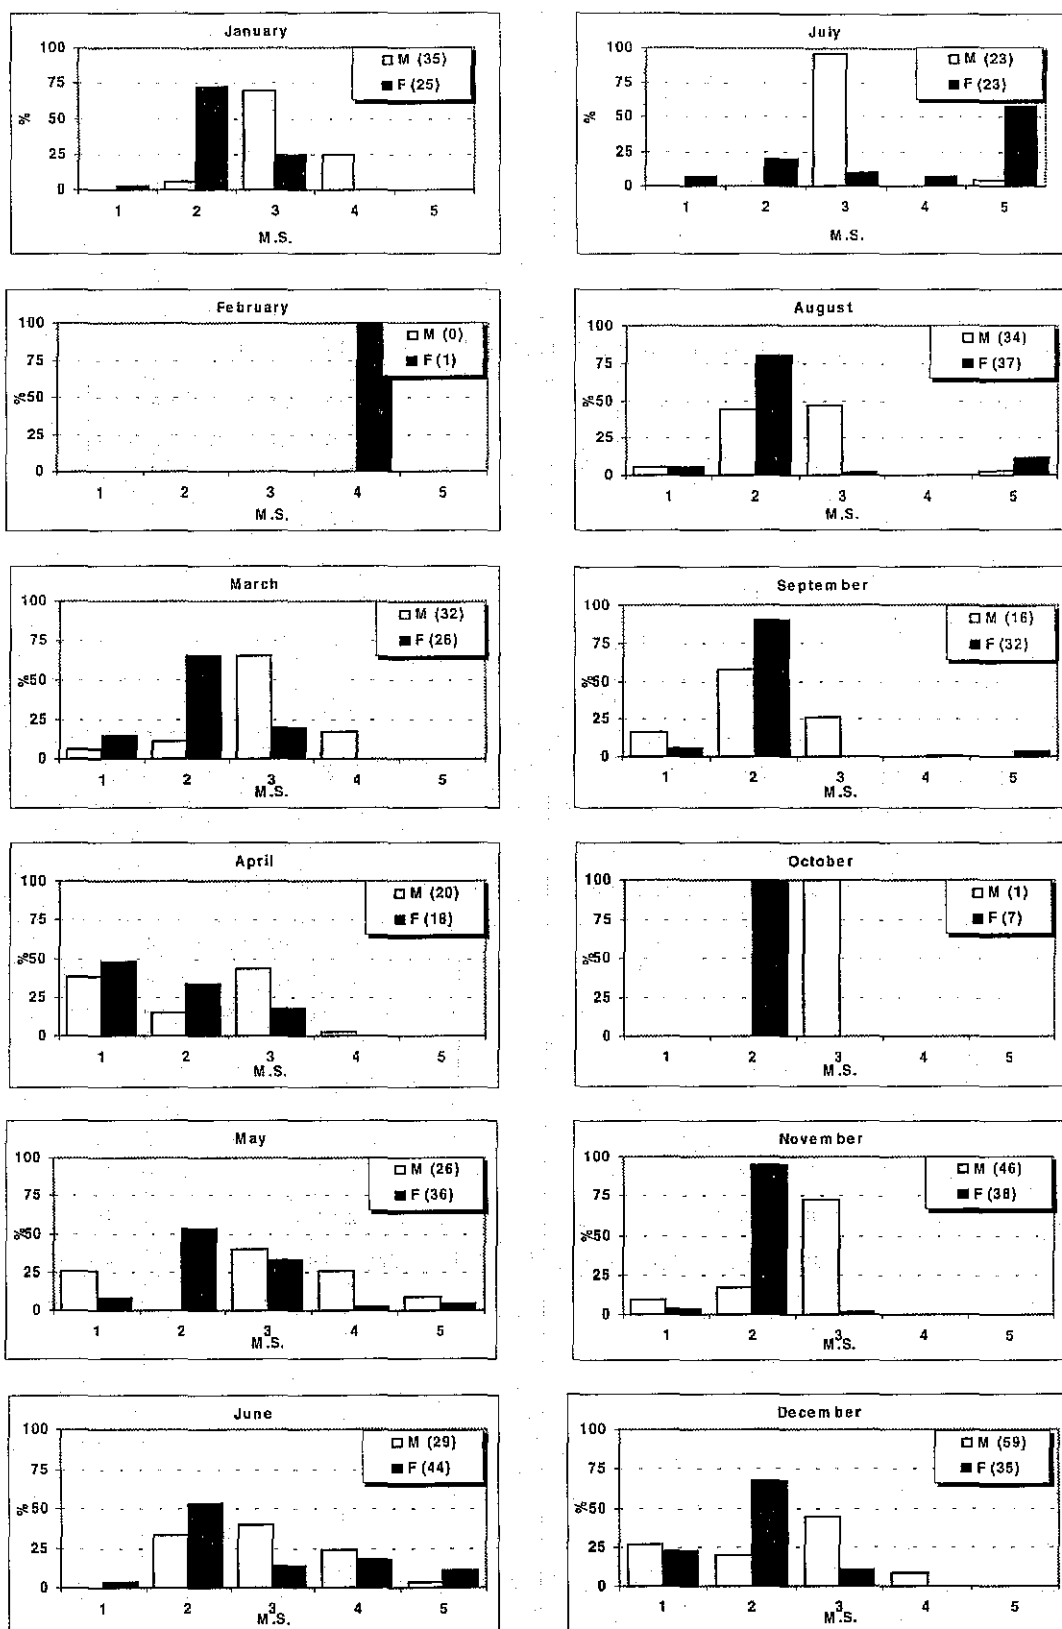 January
100
75
50
25
0
%
M (35)
F (25)
1 2 3 4 5
M.S.
July
100
75
50
25
0
%
M (23)
F (23)
1 2 3 4 5
M.S.
February
100
75
50
25
0
%
M (0)
F (1)
1 2 3 4 5
M.S.
August
100
75
50
25
0
%
M (34)
F (37)
1 2 3 4 5
M.S.
March
100
75
50
25
0
%
M (32)
F (26)
1 2 3 4 5
M.S.
September
100
75
50
25
0
%
M (16)
F (32)
1 2 3 4 5
M.S.
April
100
75
50
25
0
%
M (20)
F (18)
1 2 3 4 5
M.S.
October
100
75
50
25
0
%
M (1)
F (7)
1 2 3 4 5
M.S.
May
100
75
50
25
0
%
M (26)
F (36)
1 2 3 4 5
M.S.
November
100
75
50
25
0
%
M (46)
F (38)
1 2 3 4 5
M.S.
June
100
75
50
25
0
%
M (29)
F (44)
1 2 3 4 5
M.S.
December
100
75
50
25
0
%
M (59)
F (35)
1 2 3 4 5
M.S.